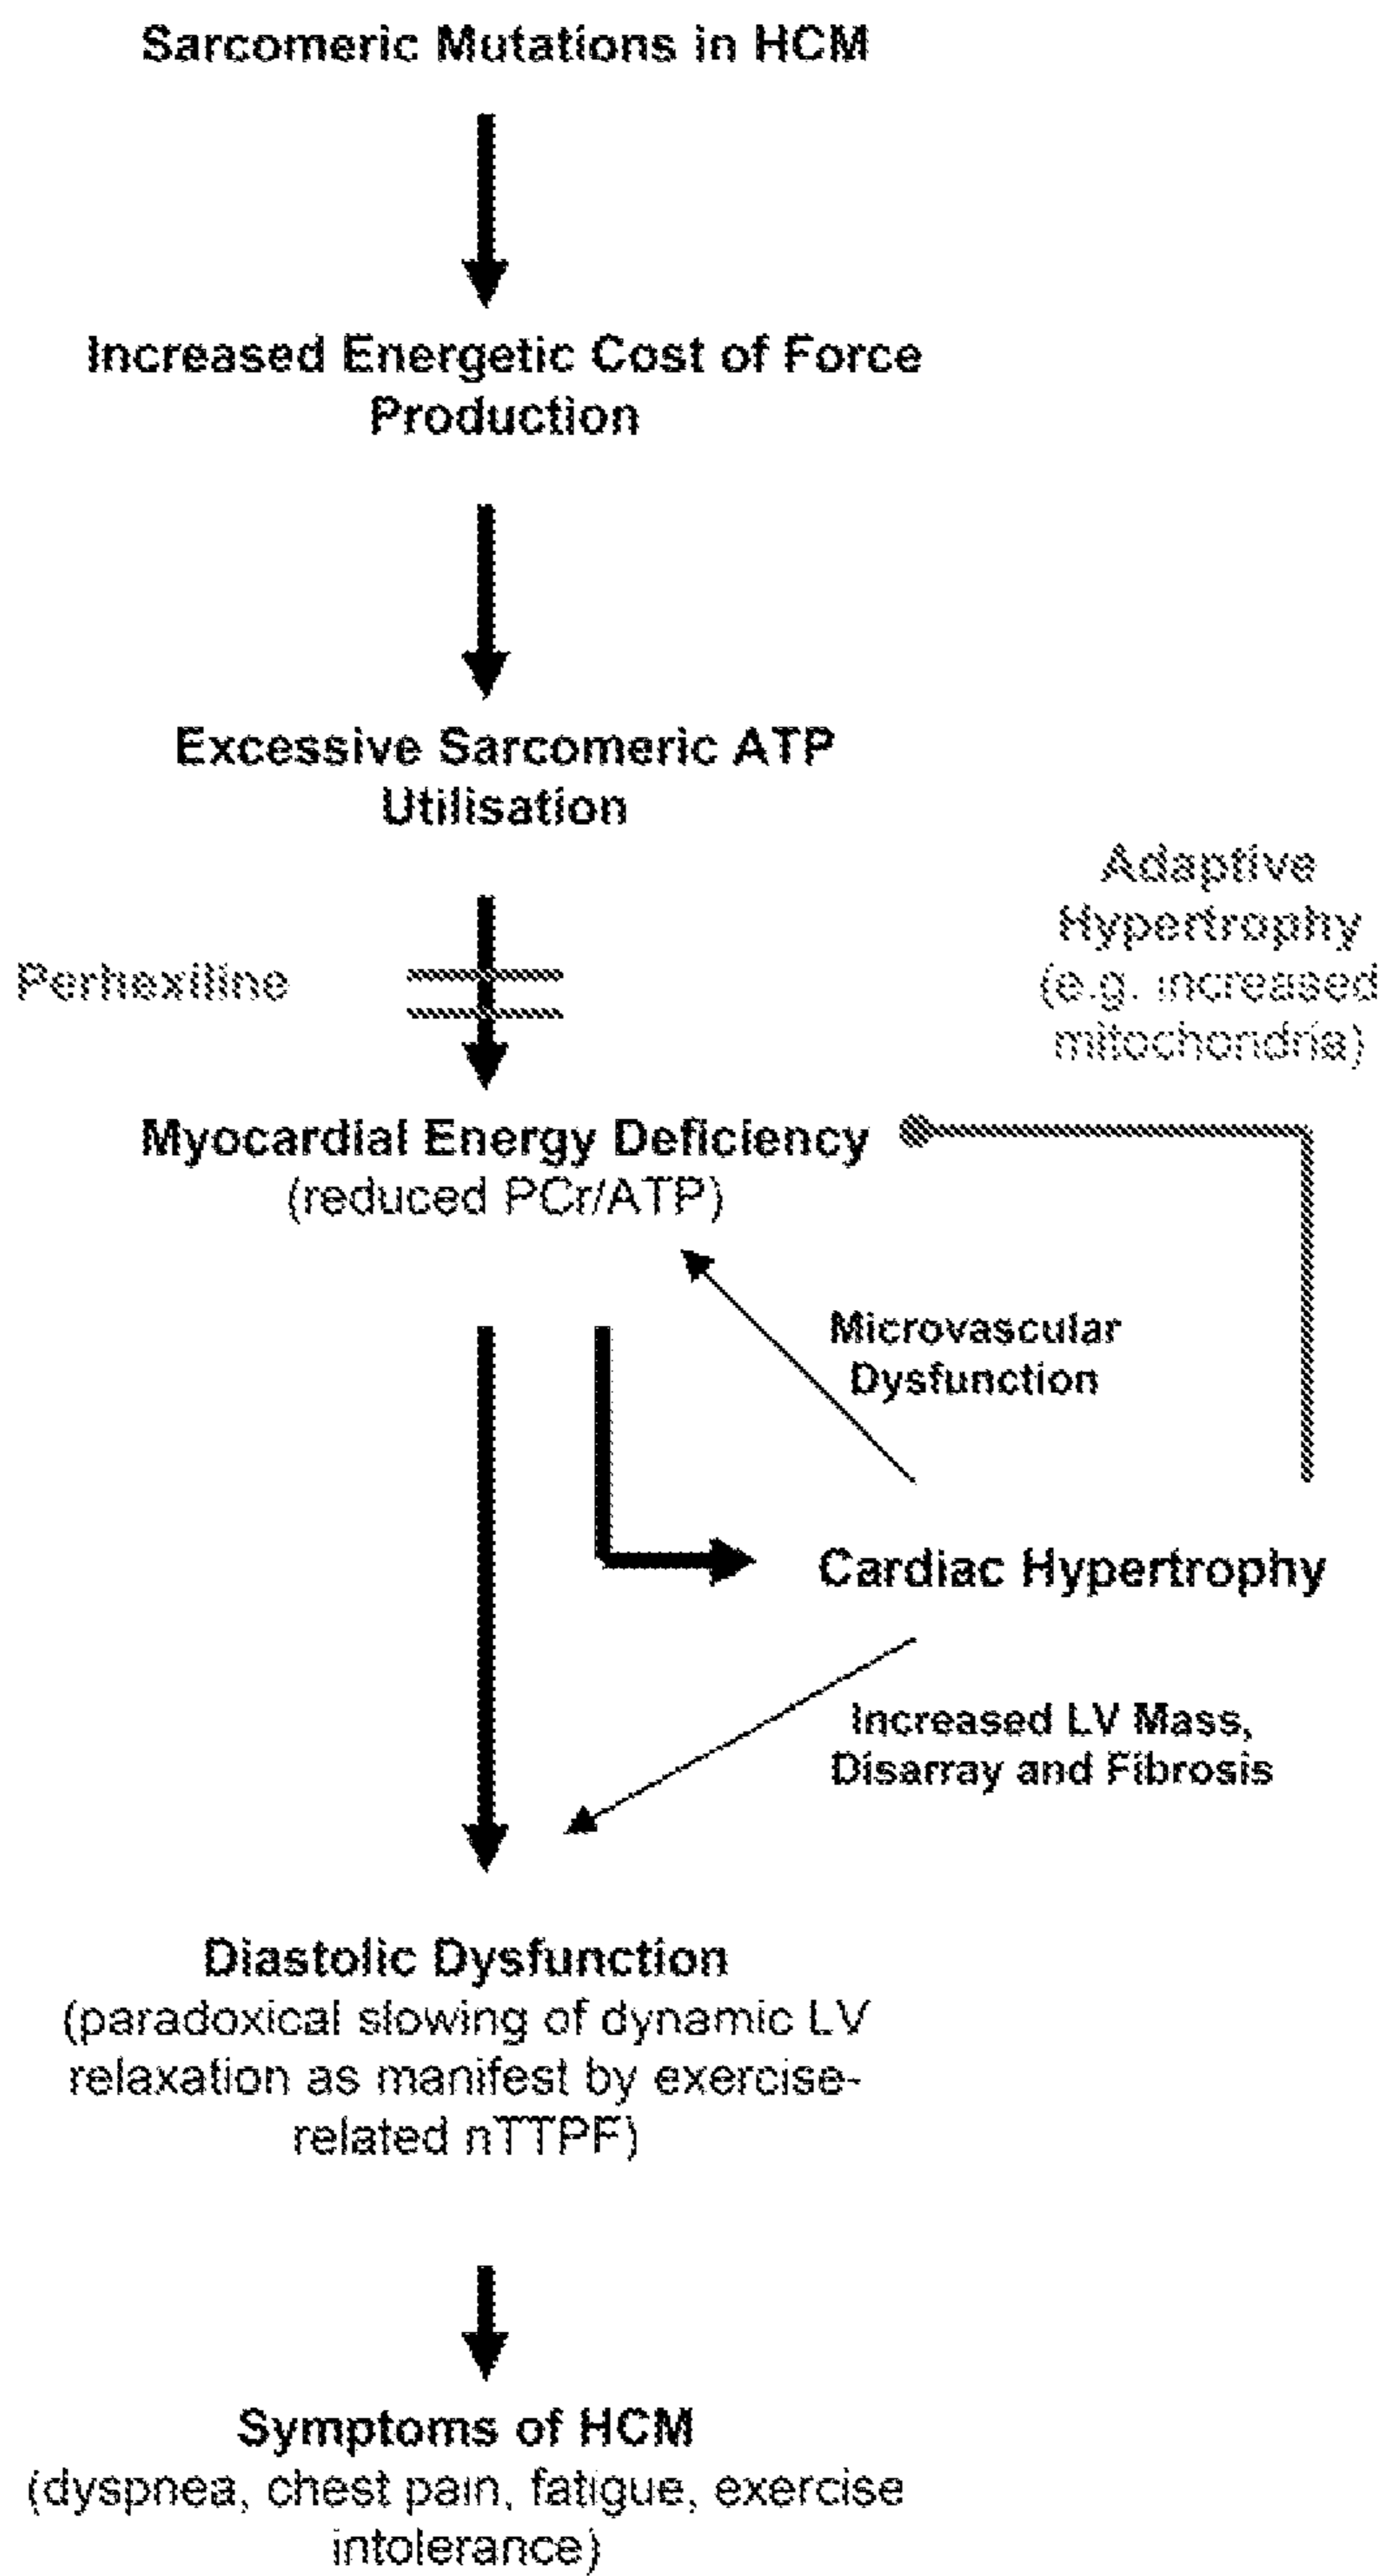 Sarcomeric Mutations in HCM
Increased Energetic Cost of Force
Production
Excessive Sarcomeric ATP
Utilisation
Adaptive
Hypertrophy
(e.g. increased
mitochondria)
Perhexiline
Myocardial Energy Deficiency
(reduced PCr/ATP)
Microvascular
Dysfunction
Cardiac Hypertrophy
Increased LV Mass,
Disarray and Fibrosis
Diastolic Dysfunction
(paradoxical slowing of dynamic LV
relaxation as manifest by exercise-
related nTTPF)
Symptoms of HCM
(dyspnea, chest pain, fatigue, exercise
intolerance)